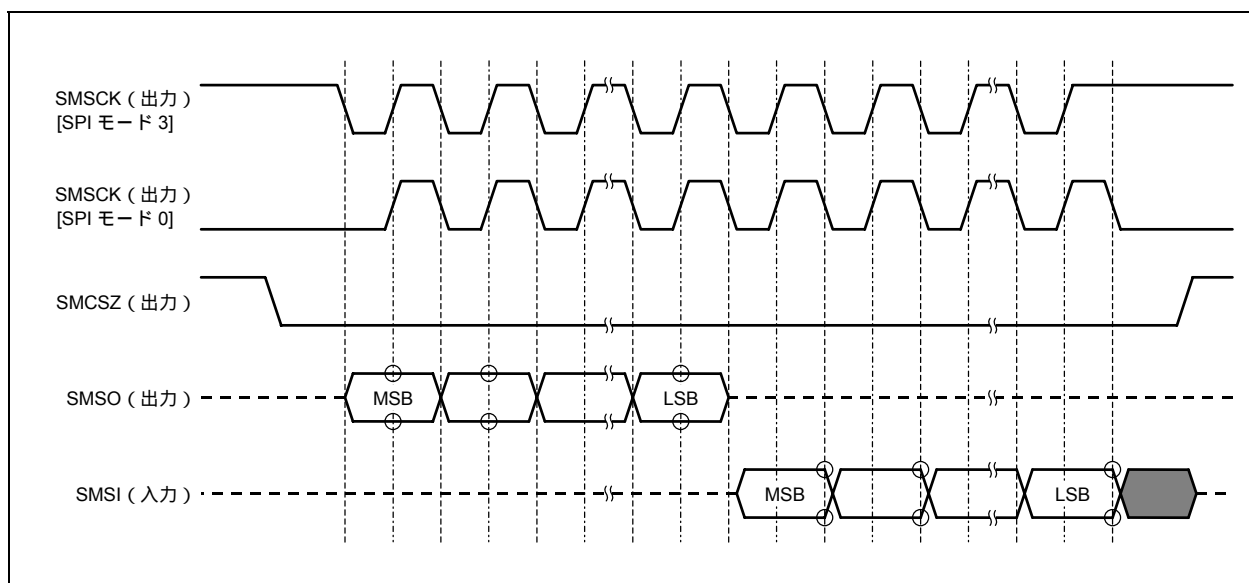 SMSCK（出力）
[SPI モード 3]
SMSCK（出力）
[SPI モード 0]
SMCSZ（出力）
SMSO（出力）
MSB
LSB
SMSI（入力）
MSB
LSB